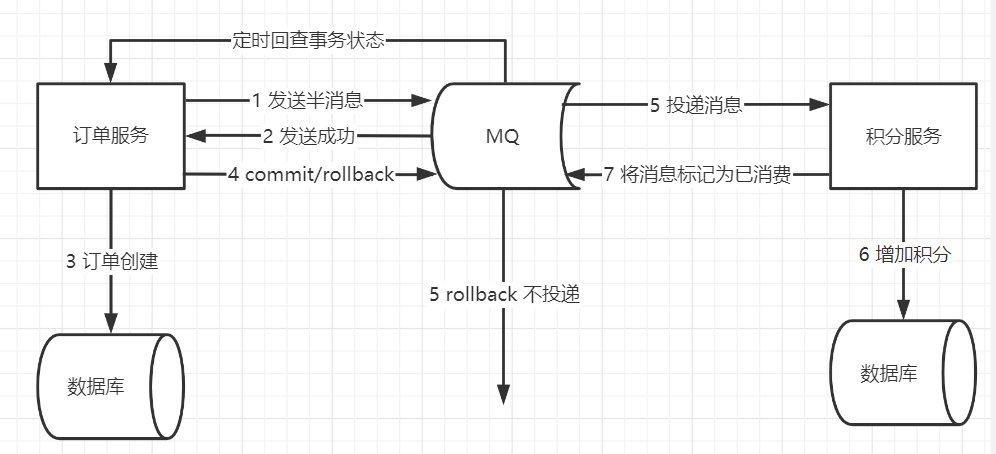 定时回查事务状态
1 发送半消息
5 投递消息
订单服务
2 发送成功
MQ
积分服务
4 commit/rollback
7 将消息标记为已消费
3 订单创建
6 增加积分
5 rollback 不投递
数据库
数据库